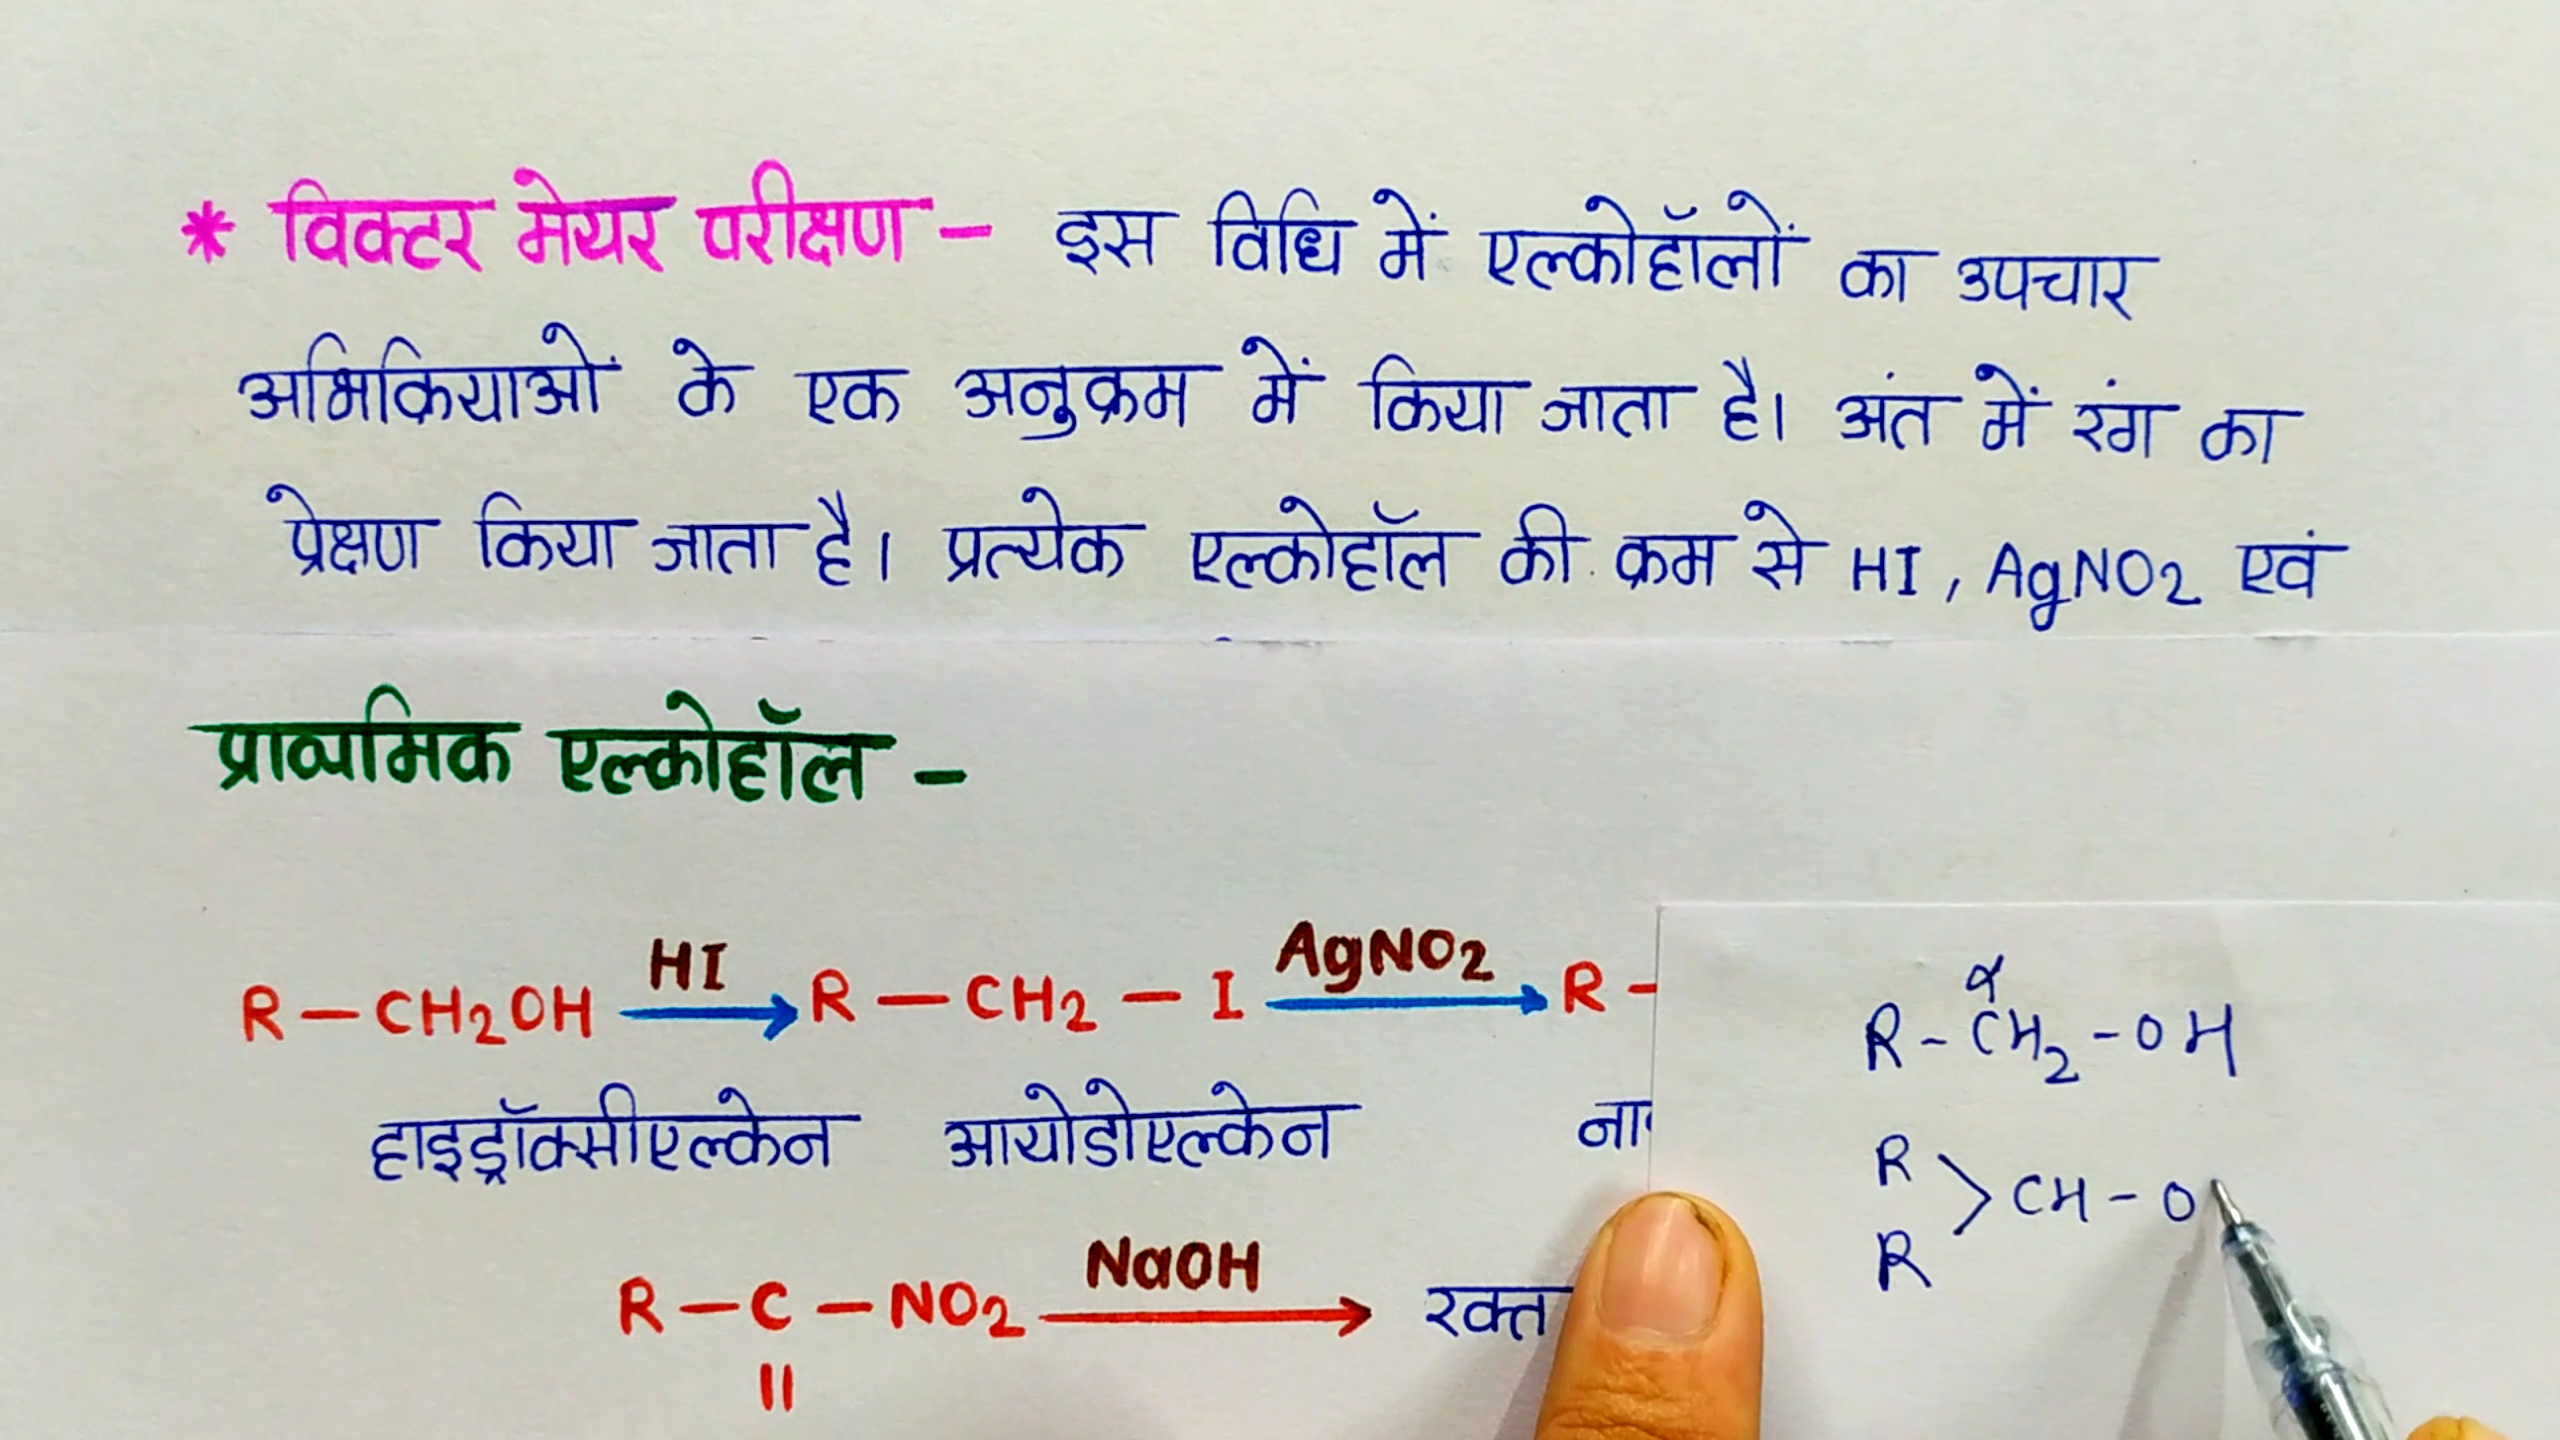 * विक्टर मेयर परीक्षण - इस विधि में एल्कोहॉलों का उपचार
अभिक्रियाओं के एक अनुक्रम में किया जाता है। अंत में रंग का
प्रेक्षण किया जाता है। प्रत्येक एल्कोहॉल की क्रम से HI, AgNO2 एवं
प्राथमिक एल्कोहॉल -
R-CH2OH HI→ R-CH2-I AgNO2→ R-
हाइड्रॉक्सीएल्केन आयोडोएल्केन ना
R-C-NO2 NaOH→ रक्त
||
α
R-CH2-OH
R
>CH-O
R